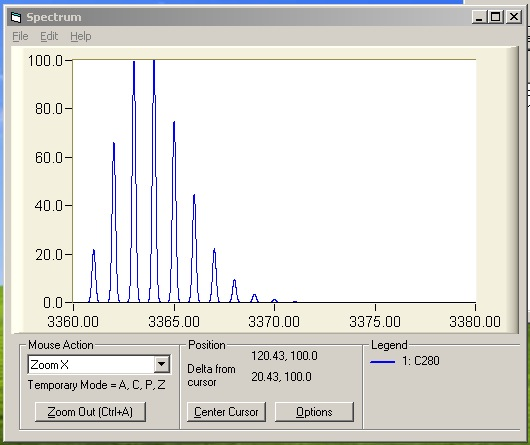 Spectrum
File Edit Help
100.0
80.0
60.0
40.0
20.0
0.0
3360.00 3365.00 3370.00 3375.00 3380.00
Mouse Action
Zoom X
Temporary Mode = A, C, P, Z
Zoom Out (Ctrl+A)
Position
120.43, 100.0
Delta from cursor
20.43, 100.0
Center Cursor
Options
Legend
1: C280